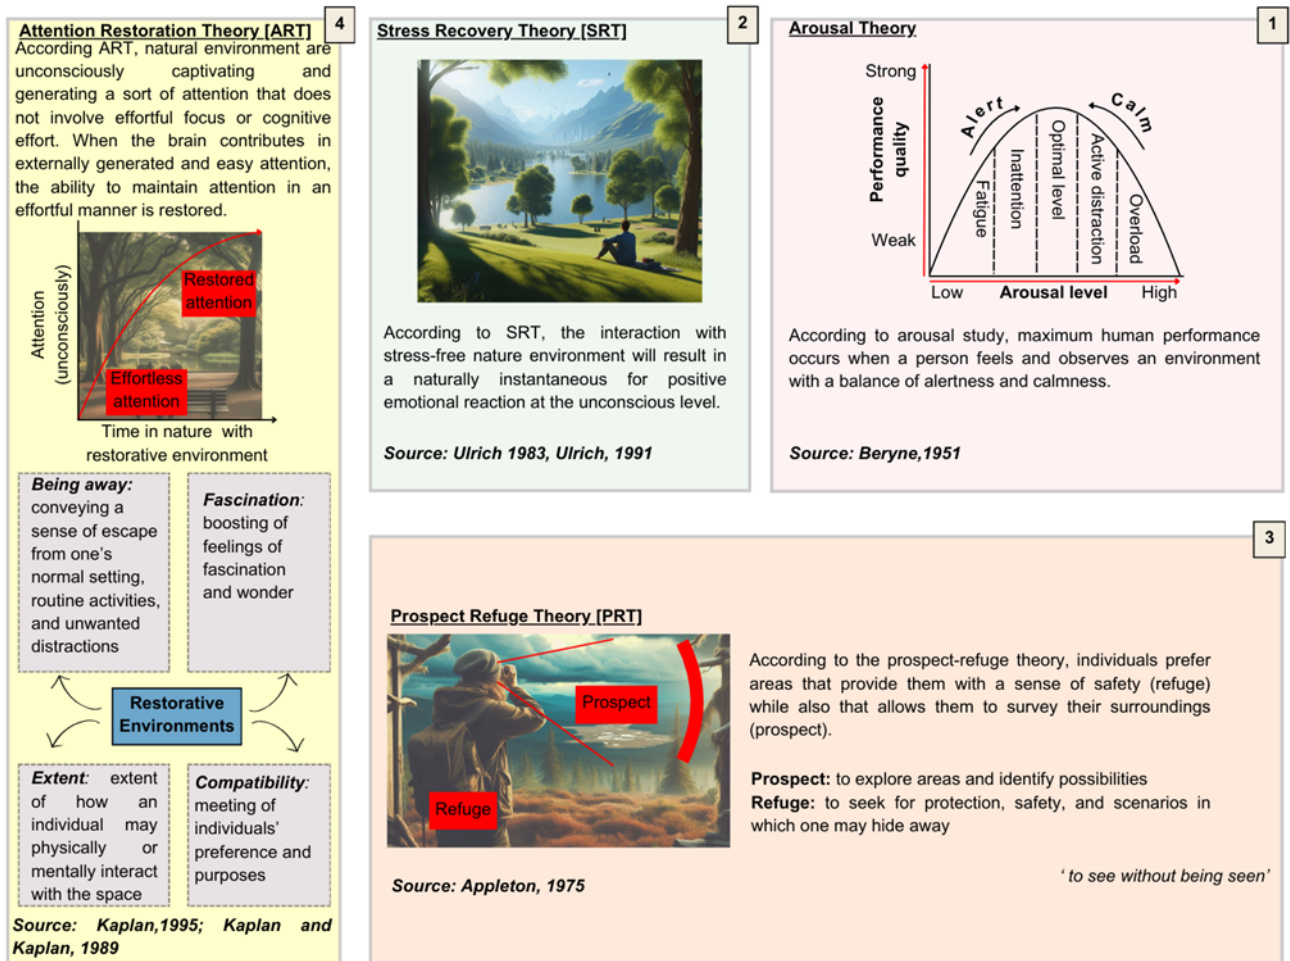 Attention Restoration Theory [ART]
4
According ART, natural environment are
unconsciously captivating and
generating a sort of attention that does
not involve effortful focus or cognitive
effort. When the brain contributes in
externally generated and easy attention,
the ability to maintain attention in an
effortful manner is restored.
Attention
(unconsciously)
Restored
attention
Effortless
attention
Time in nature with
restorative environment
Being away:
conveying a
sense of escape
from one's
normal setting,
routine activities,
and unwanted
distractions
Fascination:
boosting of
feelings of
fascination
and wonder
Restorative
Environments
Extent: extent
of how an
individual may
physically or
mentally interact
with the space
Compatibility:
meeting of
individuals'
preference and
purposes
Source: Kaplan,1995; Kaplan and
Kaplan, 1989
Stress Recovery Theory [SRT]
2
According to SRT, the interaction with
stress-free nature environment will result in
a naturally instantaneous for positive
emotional reaction at the unconscious level.
Source: Ulrich 1983, Ulrich, 1991
Arousal Theory
1
Strong
Performance
quality
Weak
Alert
Calm
Fatigue
Inattention
Optimal level
Active distraction
Overload
Low
Arousal level
High
According to arousal study, maximum human performance
occurs when a person feels and observes an environment
with a balance of alertness and calmness.
Source: Beryne,1951
3
Prospect Refuge Theory [PRT]
Prospect
Refuge
Source: Appleton, 1975
According to the prospect-refuge theory, individuals prefer
areas that provide them with a sense of safety (refuge)
while also that allows them to survey their surroundings
(prospect).
Prospect: to explore areas and identify possibilities
Refuge: to seek for protection, safety, and scenarios in
which one may hide away
' to see without being seen'